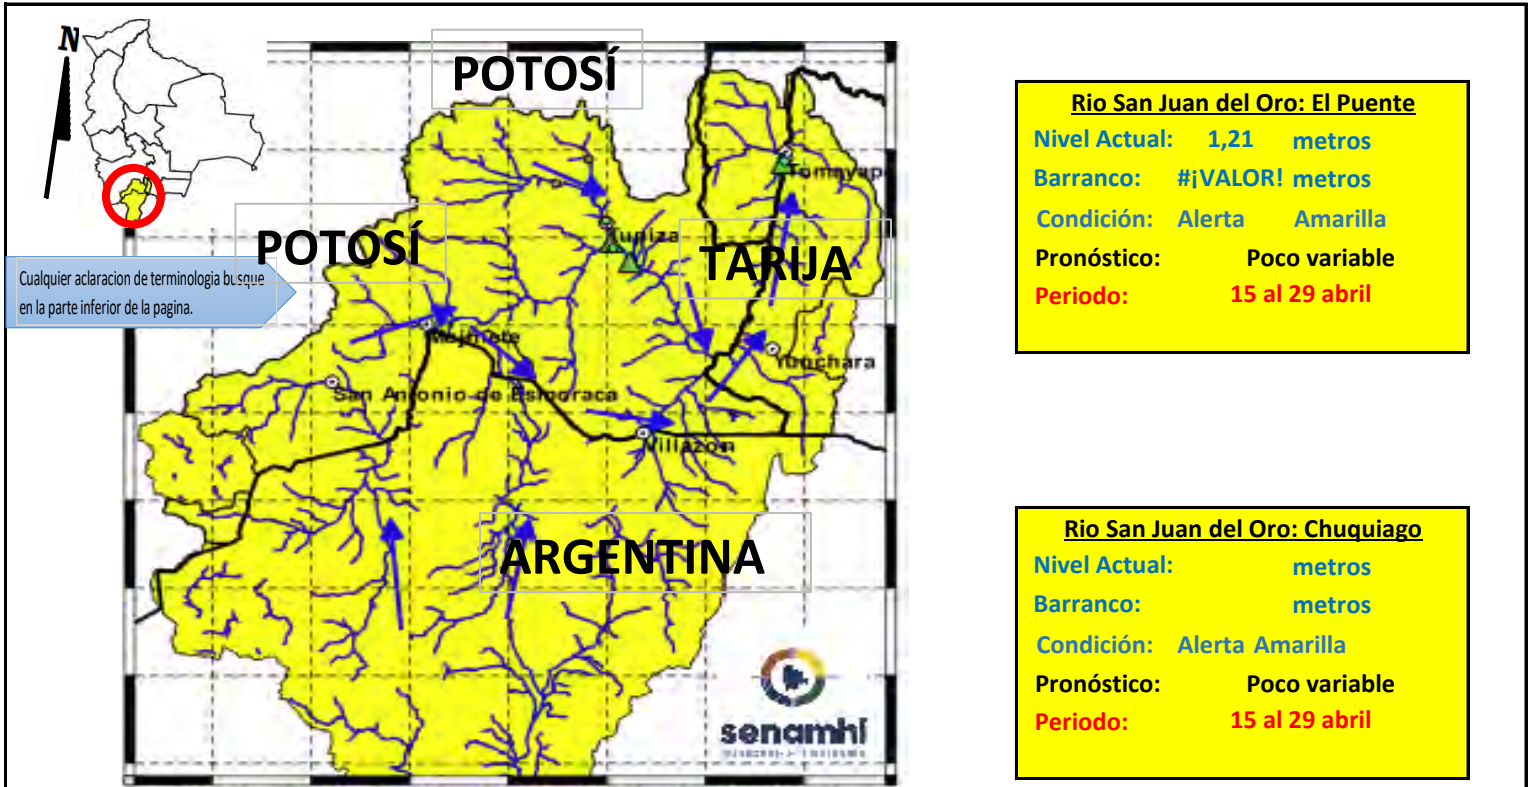 N
POTOSÍ
POTOSÍ
TARIJA
ARGENTINA
Cualquier aclaracion de terminologia busque
en la parte inferior de la pagina.
Tomayap
Tupiza
Mojinete
Yunchara
San Antonio de Esmoraca
Villazon
senamhi
Rio San Juan del Oro: El Puente
Nivel Actual: 1,21 metros
Barranco: #¡VALOR! metros
Condición: Alerta Amarilla
Pronóstico: Poco variable
Periodo: 15 al 29 abril
Rio San Juan del Oro: Chuquiago
Nivel Actual: metros
Barranco: metros
Condición: Alerta Amarilla
Pronóstico: Poco variable
Periodo: 15 al 29 abril